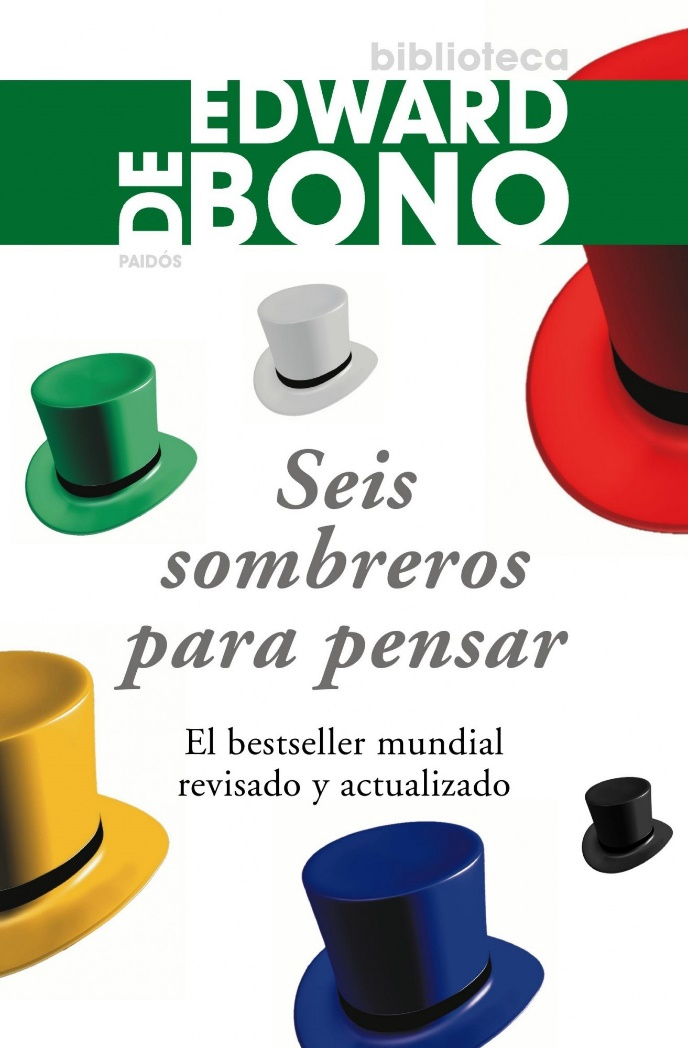 biblioteca
EDWARD
DE BONO
PAIDÓS
Seis
sombreros
para pensar
El bestseller mundial
revisado y actualizado